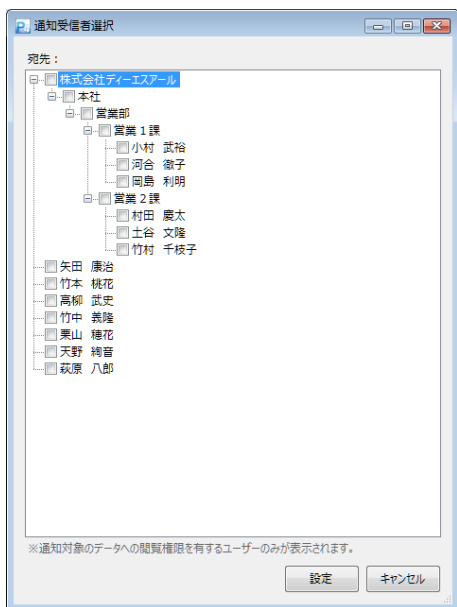 通知受信者選択
宛先：
株式会社ディーエスアール
本社
営業部
営業１課
小村 武裕
河合 徹子
岡島 利明
営業２課
村田 慶太
土谷 文隆
竹村 千枝子
矢田 康治
竹本 桃花
高柳 武史
竹中 義隆
栗山 穂花
天野 絢音
萩原 八郎
※通知対象のデータへの閲覧権限を有するユーザーのみが表示されます。
設定 キャンセル